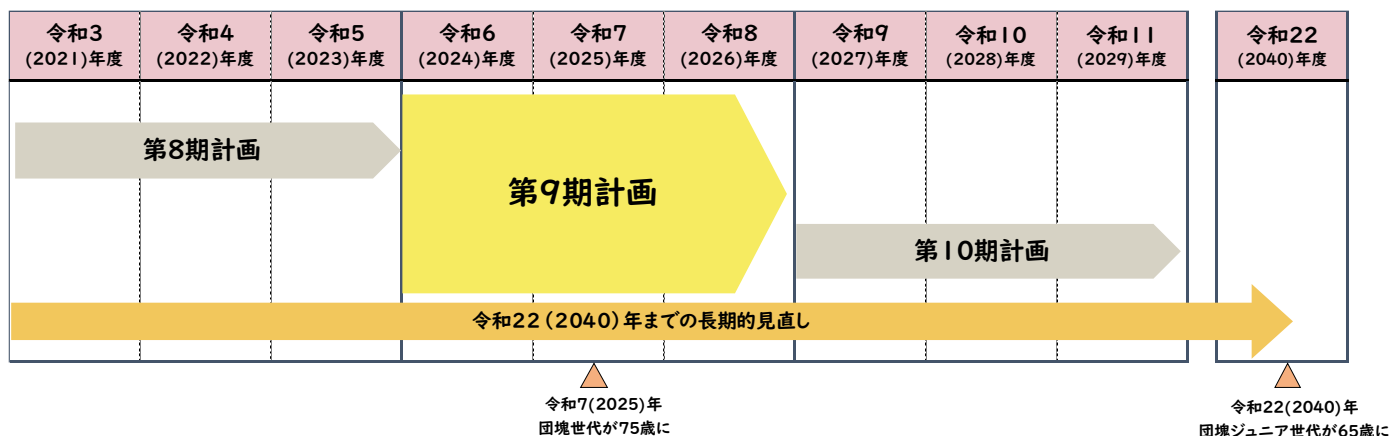 令和3
(2021)年度
令和4
(2022)年度
令和5
(2023)年度
令和6
(2024)年度
令和7
(2025)年度
令和8
(2026)年度
令和9
(2027)年度
令和10
(2028)年度
令和11
(2029)年度
令和22
(2040)年度
第8期計画
第9期計画
第10期計画
令和22(2040)年までの長期的見直し
令和7(2025)年
団塊世代が75歳に
令和22(2040)年
団塊ジュニア世代が65歳に